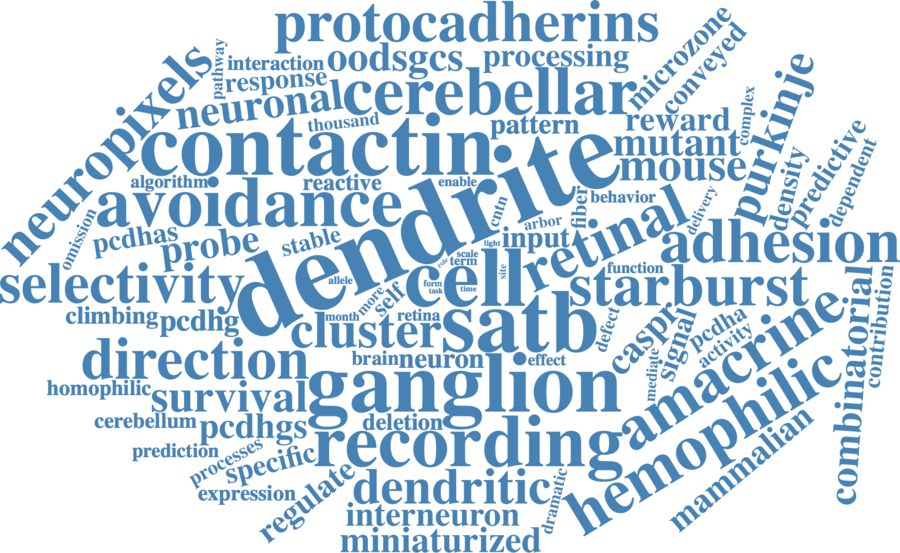 protocadherins
pathway
interaction
oodsgcs
processing
microzone
conveyed
neuropixels
response
neuronal
cerebellar
thousand
pattern
reward
complex
purkinje
contactin
mutant
mouse
algorithm
reactive
enable
dendrite
behavior
density
predictive
dependent
avoidance
omission
pcdhas
probe
stable
cntn
arbor
fiber
delivery
input
retinal
adhesion
light
scale
role
term
site
function
selectivity
allele
more
self
cell
form
task
time
starburst
climbing
pcdhg
month
retina
cluster
satb
defect
caspr
signal
pcdha
activity
mediate
amacrine
combinatorial
contribution
direction
brain
neuron
effect
homophilic
survival
ganglion
hemophilic
cerebellum
pcdhgs
deletion
recording
prediction
processes
specific
expression
regulate
dendritic
dramatic
mammalian
interneuron
miniaturized